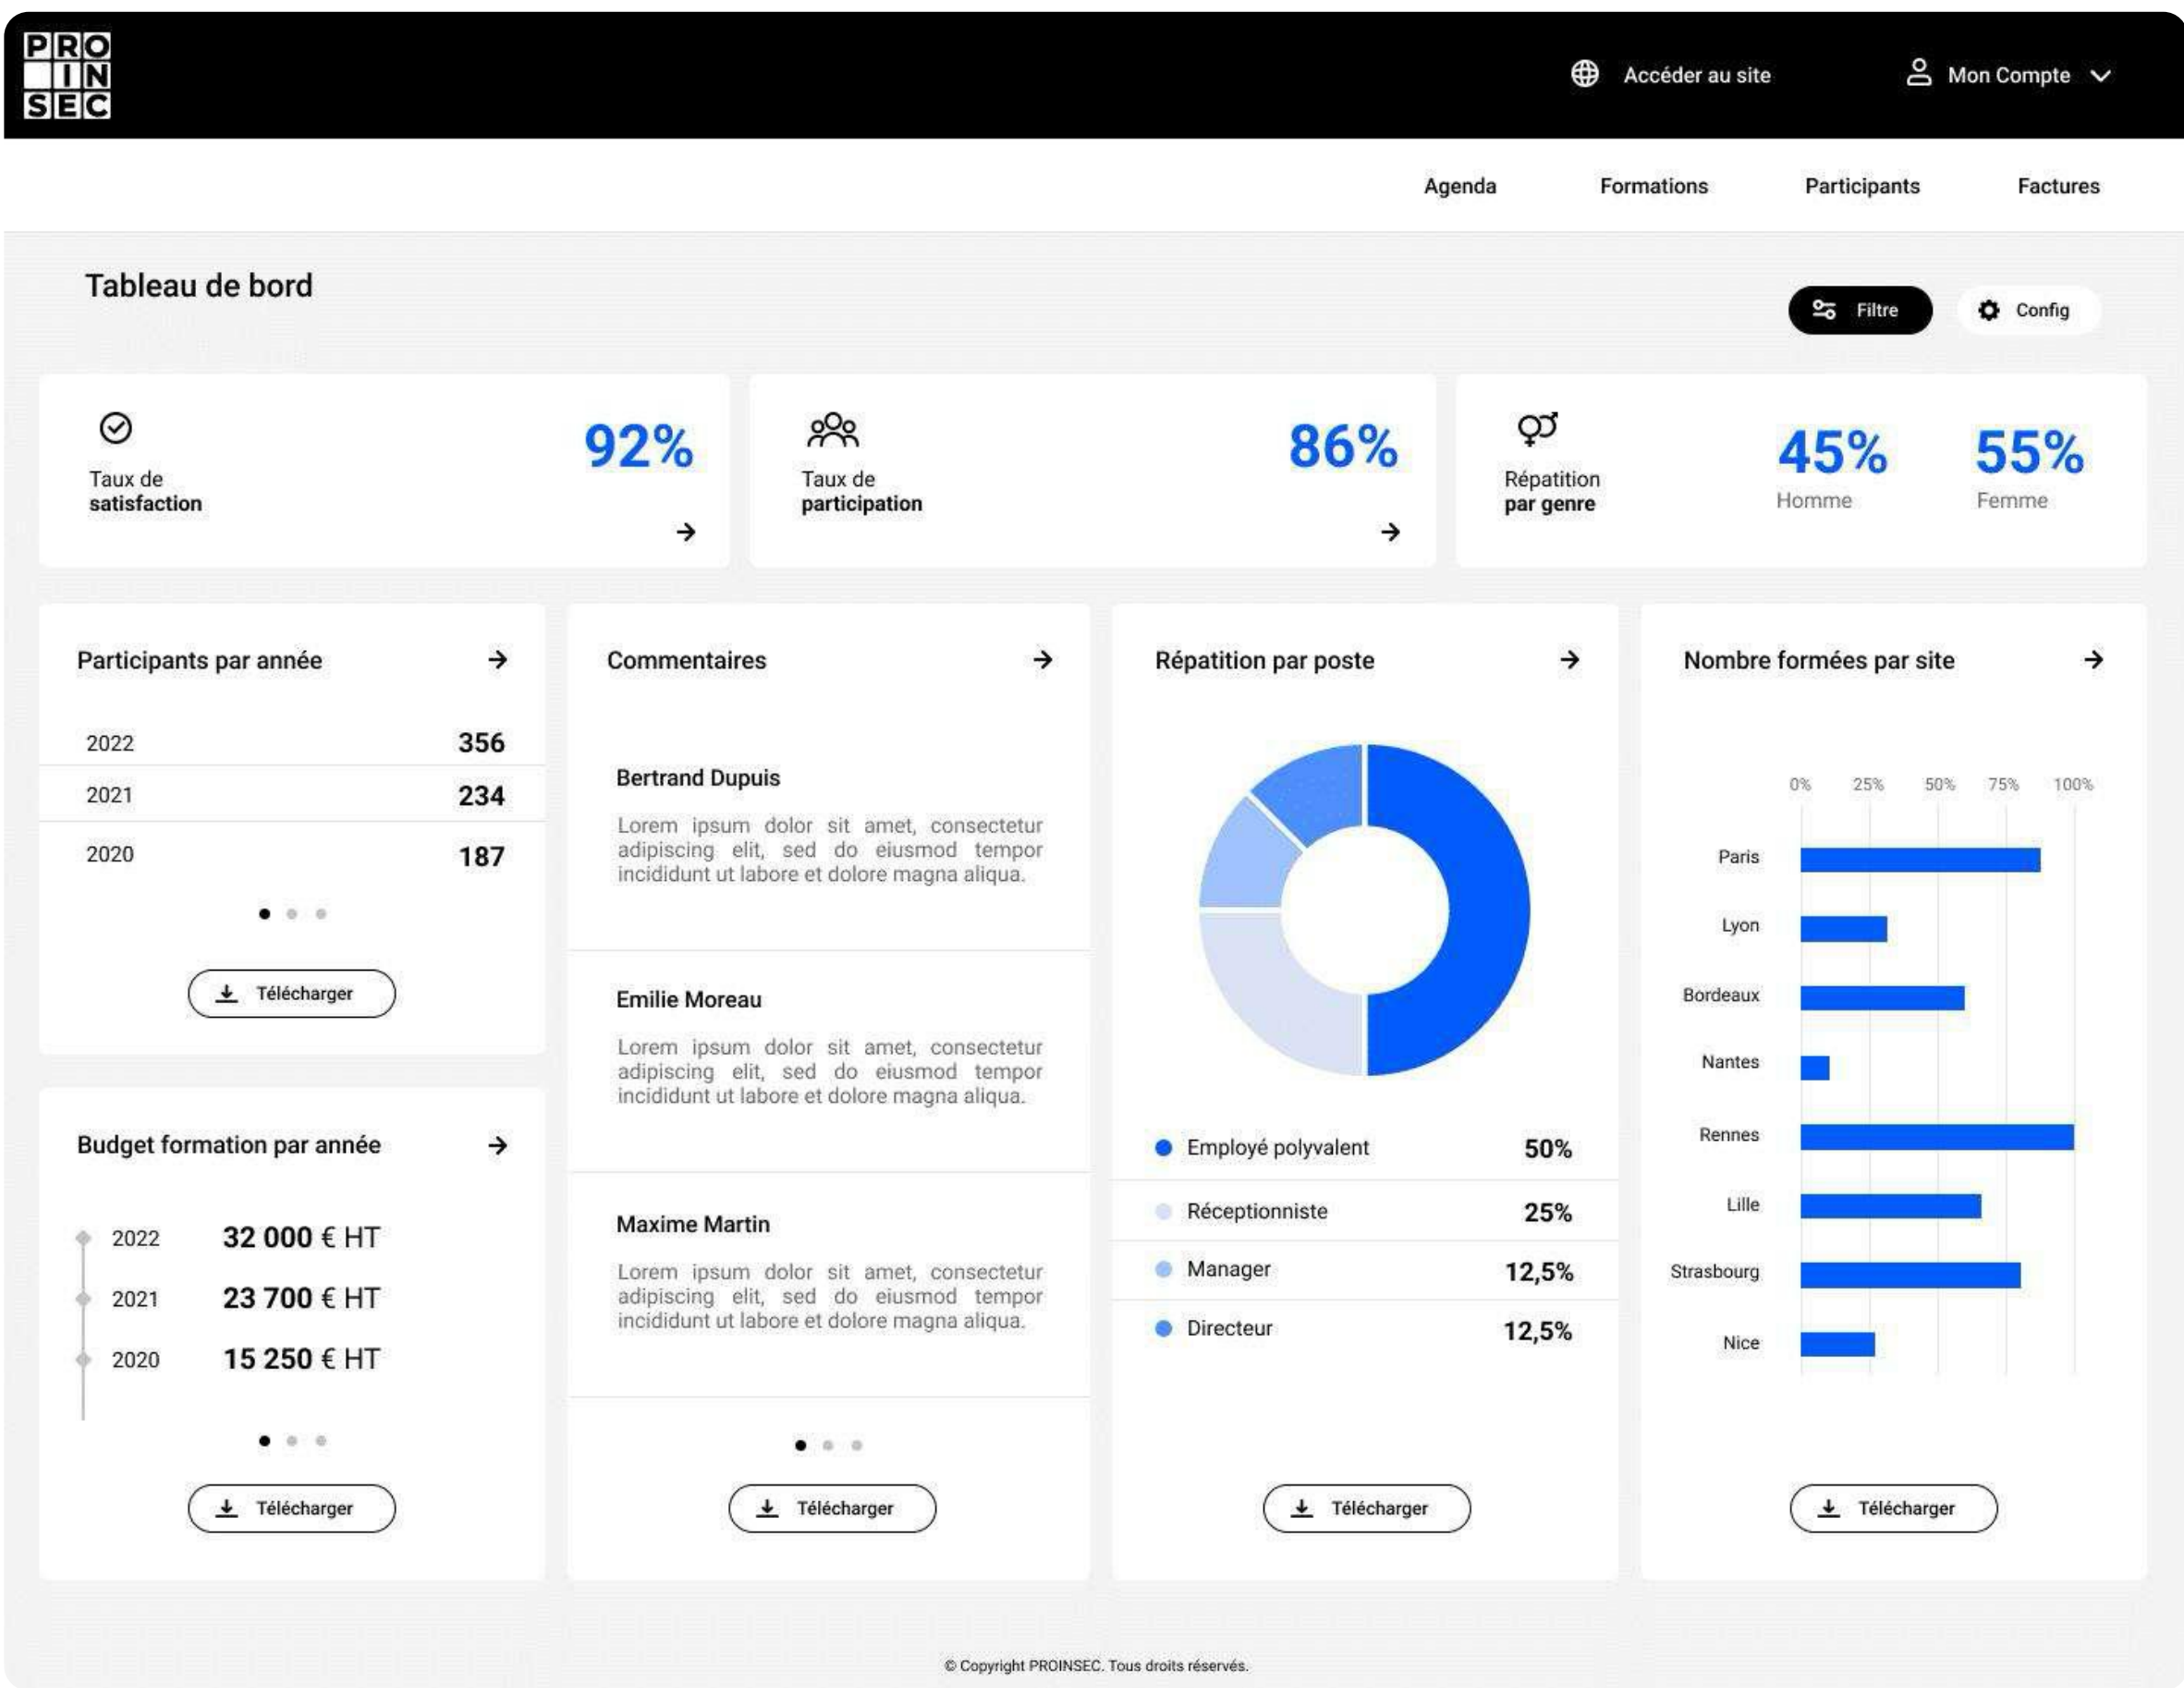 PRO
IN
SEC
Accéder au site
Mon Compte
Agenda
Formations
Participants
Factures
Tableau de bord
Filtre
Config
Taux de
satisfaction
92%
Taux de
participation
86%
Répatition
par genre
45%
Homme
55%
Femme
Participants par année
2022 356
2021 234
2020 187
Télécharger
Budget formation par année
2022 32 000 € HT
2021 23 700 € HT
2020 15 250 € HT
Télécharger
Commentaires
Bertrand Dupuis
Lorem ipsum dolor sit amet, consectetur
adipiscing elit, sed do eiusmod tempor
incididunt ut labore et dolore magna aliqua.
Emilie Moreau
Lorem ipsum dolor sit amet, consectetur
adipiscing elit, sed do eiusmod tempor
incididunt ut labore et dolore magna aliqua.
Maxime Martin
Lorem ipsum dolor sit amet, consectetur
adipiscing elit, sed do eiusmod tempor
incididunt ut labore et dolore magna aliqua.
Télécharger
Répatition par poste
Employé polyvalent 50%
Réceptionniste 25%
Manager 12,5%
Directeur 12,5%
Télécharger
Nombre formées par site
0% 25% 50% 75% 100%
Paris
Lyon
Bordeaux
Nantes
Rennes
Lille
Strasbourg
Nice
Télécharger
© Copyright PROINSEC. Tous droits réservés.